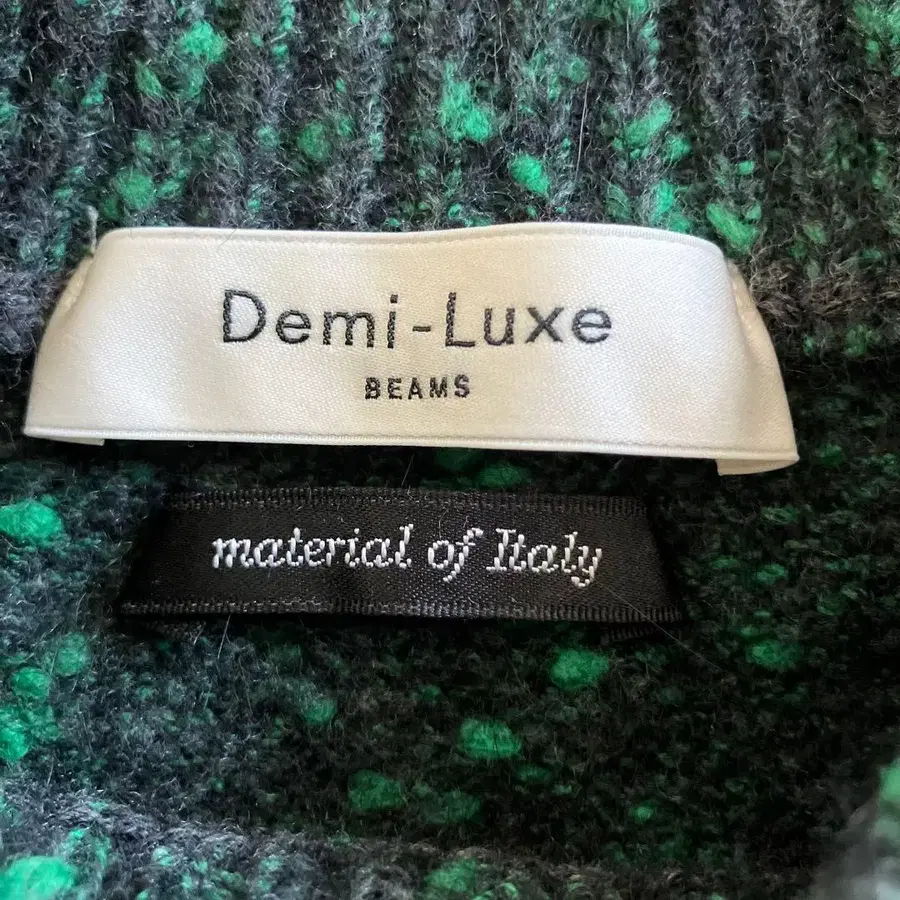 Demi-Luxe
BEAMS
material of Italy